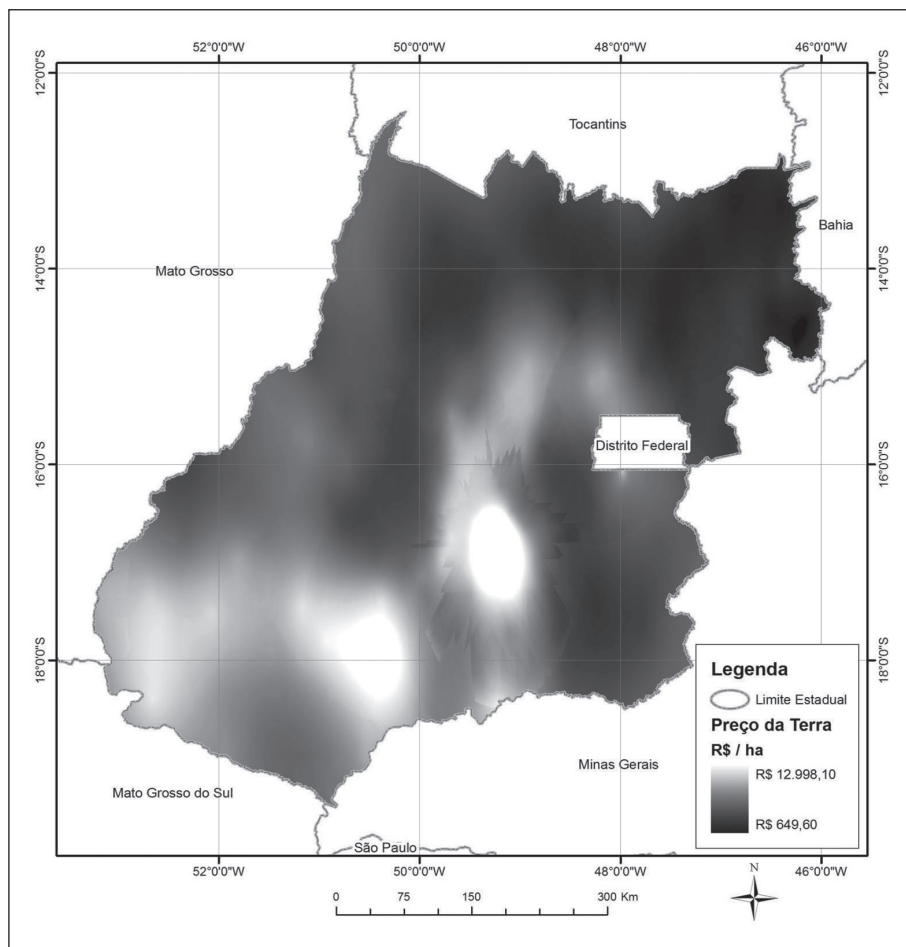 52°0'0"W
50°0'0"W
48°0'0"W
46°0'0"W
12°0'0"S
12°0'0"S
Tocantins
Bahia
Mato Grosso
14°0'0"S
14°0'0"S
Distrito Federal
16°0'0"S
16°0'0"S
18°0'0"S
18°0'0"S
Legenda
Limite Estadual
Preço da Terra
R$ / ha
R$ 12.998,10
R$ 649,60
Minas Gerais
Mato Grosso do Sul
São Paulo
52°0'0"W
50°0'0"W
48°0'0"W
46°0'0"W
0 75 150 300 Km
N